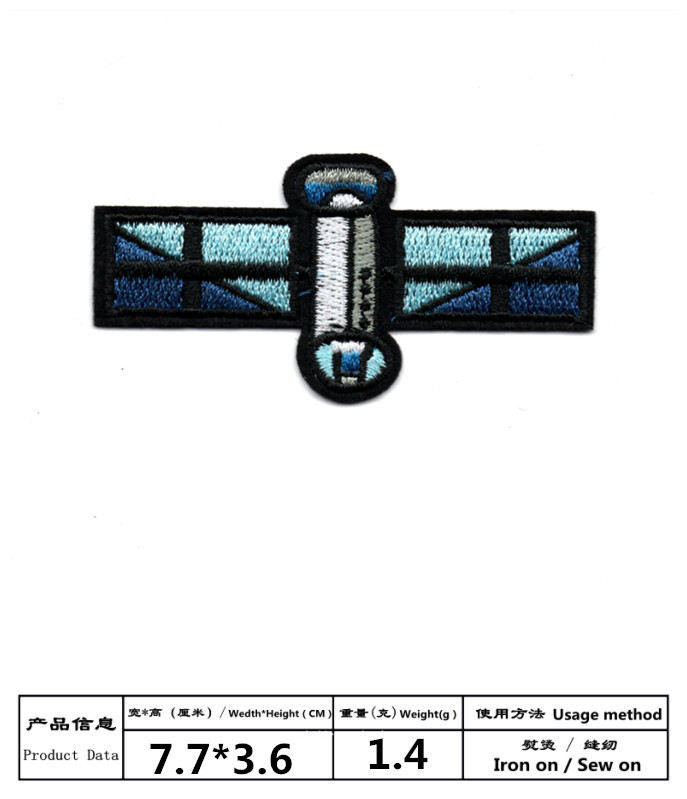 产品信息
Product Data
宽*高（厘米）/Wedth*Height ( CM )
7.7*3.6
重量(克)Weight(g)
1.4
使用方法 Usage method
熨烫 / 缝纫
Iron on / Sew on